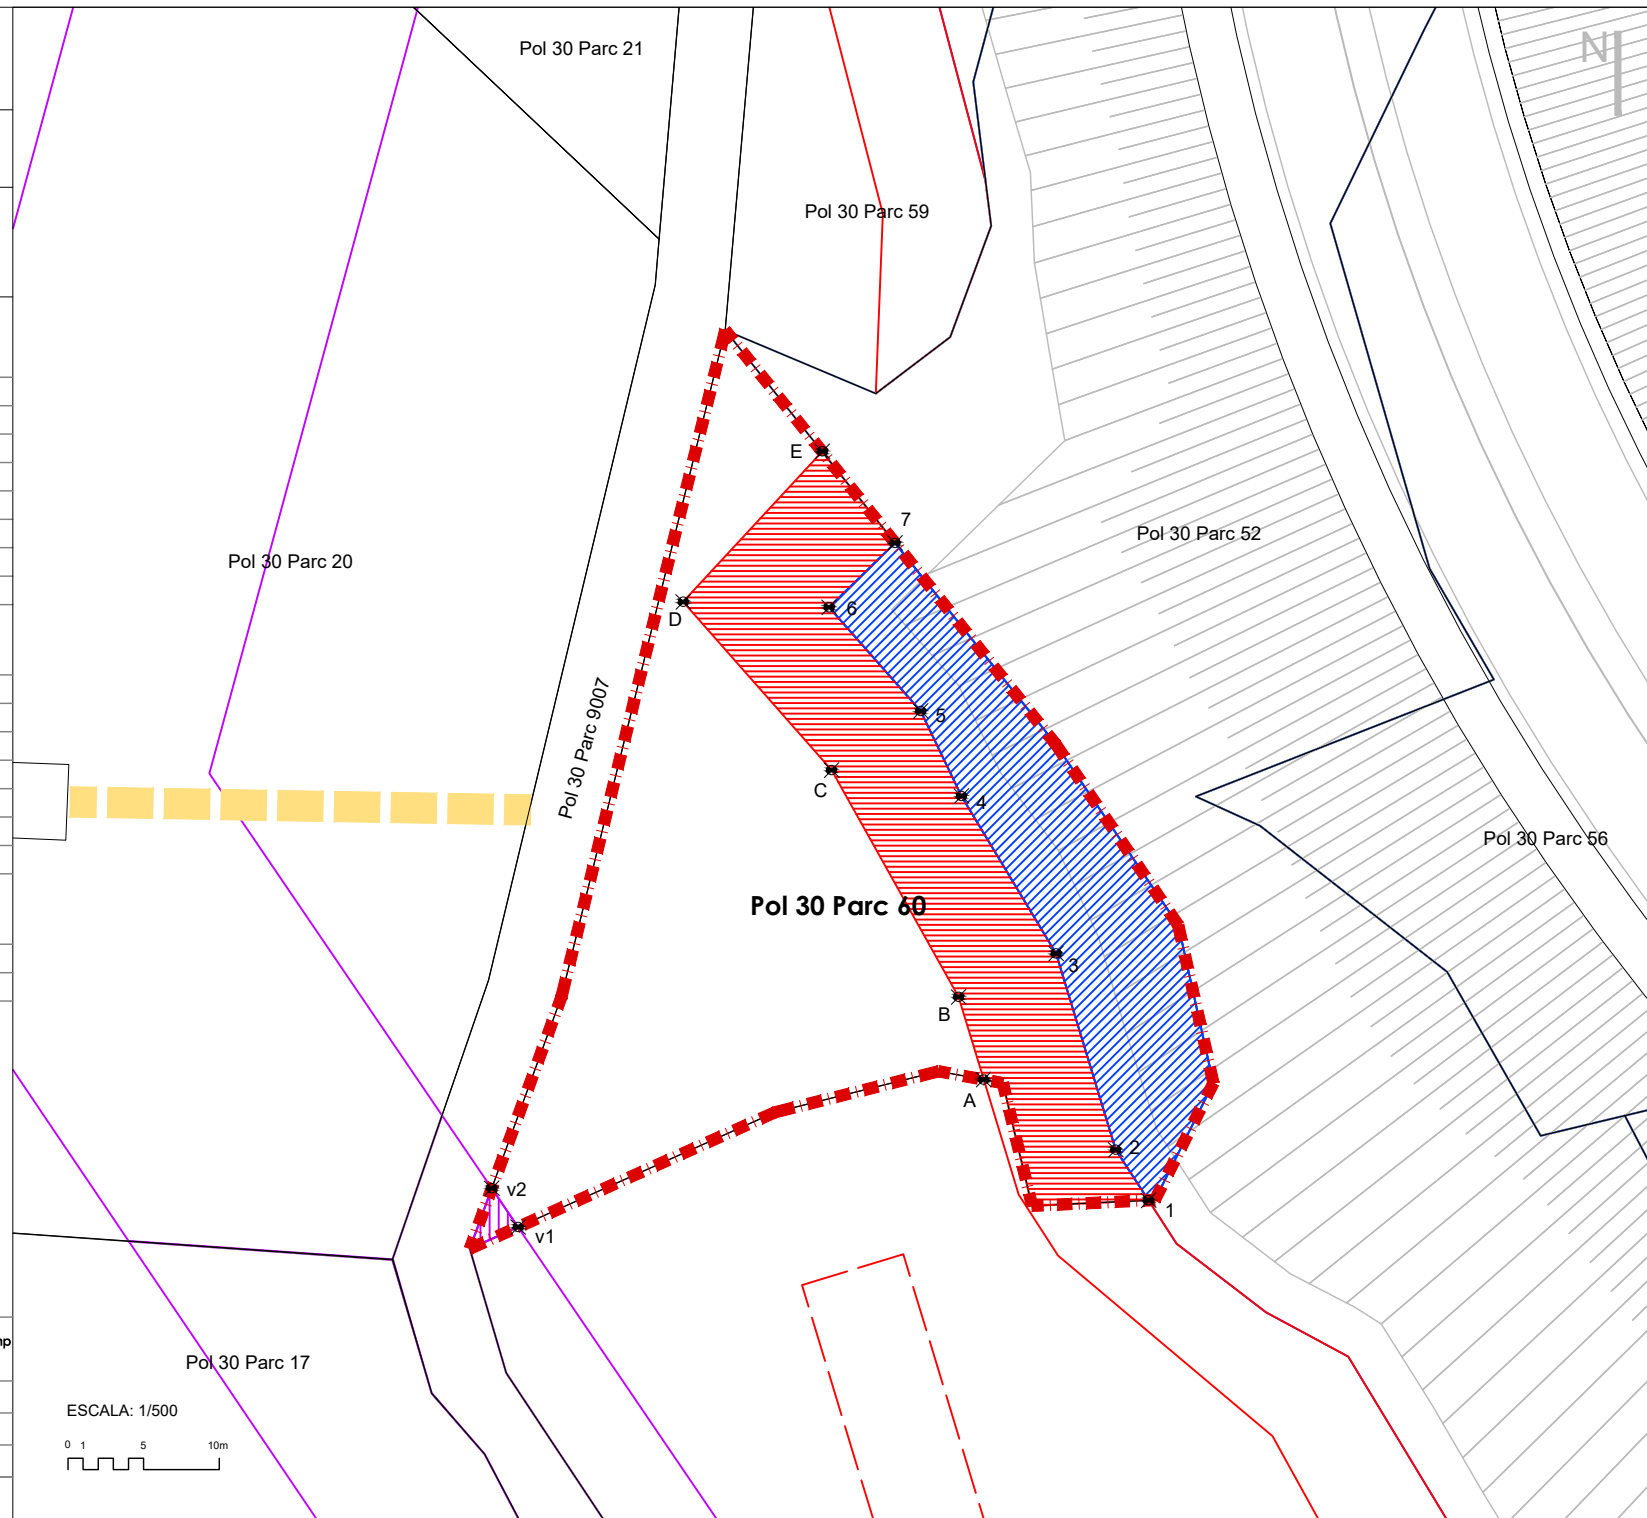 Pol 30 Parc 21
N
Pol 30 Parc 59
E
7
Pol 30 Parc 52
Pol 30 Parc 20
6
D
Pol 30 Parc 9007
5
C
4
Pol 30 Parc 56
Pol 30 Parc 60
3
B
A
2
v2
1
v1
Pol 30 Parc 17
ESCALA: 1/500
0 1 5 10m